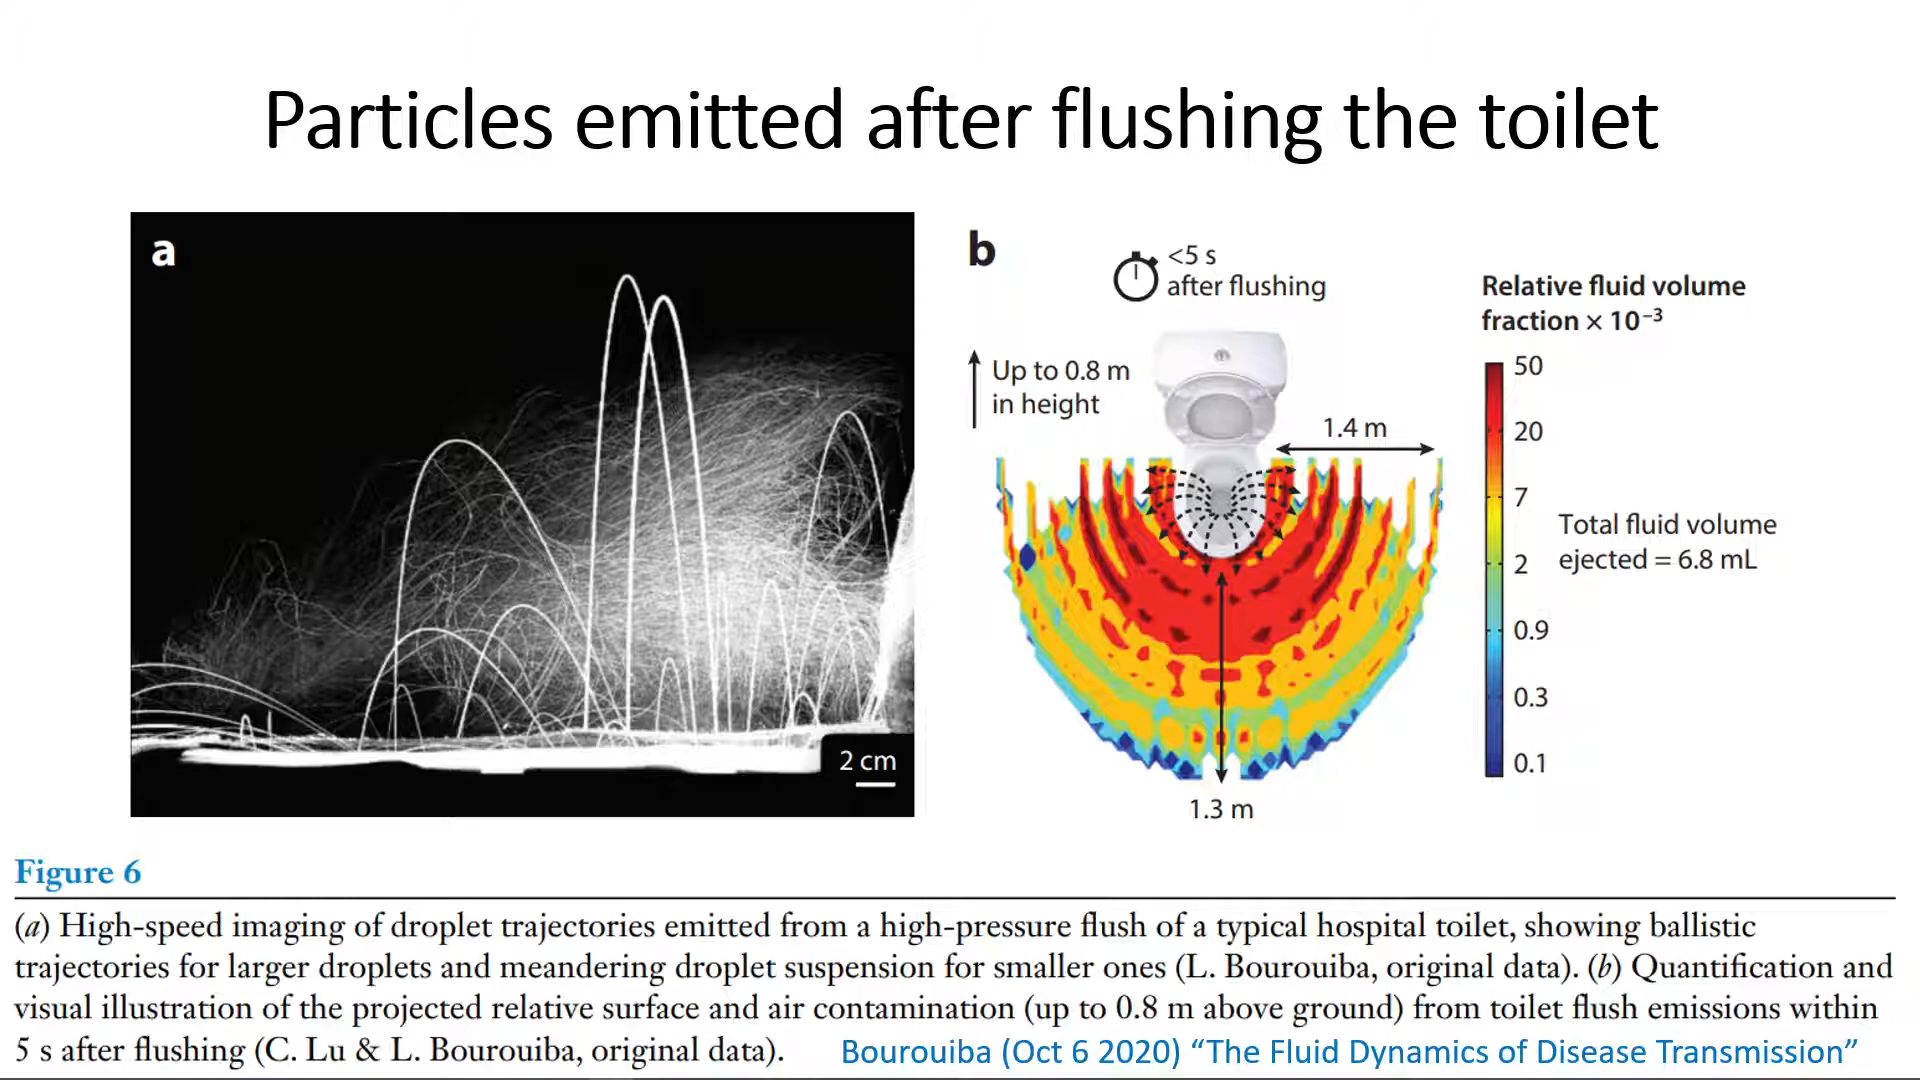 Particles emitted after flushing the toilet
a
2 cm
b
<5 s
after flushing
Up to 0.8 m
in height
1.4 m
1.3 m
Relative fluid volume
fraction × 10⁻³
50
20
7
2
0.9
0.3
0.1
Total fluid volume
ejected = 6.8 mL
Figure 6
(a) High-speed imaging of droplet trajectories emitted from a high-pressure flush of a typical hospital toilet, showing ballistic
trajectories for larger droplets and meandering droplet suspension for smaller ones (L. Bourouiba, original data). (b) Quantification and
visual illustration of the projected relative surface and air contamination (up to 0.8 m above ground) from toilet flush emissions within
5 s after flushing (C. Lu & L. Bourouiba, original data).
Bourouiba (Oct 6 2020) “The Fluid Dynamics of Disease Transmission”